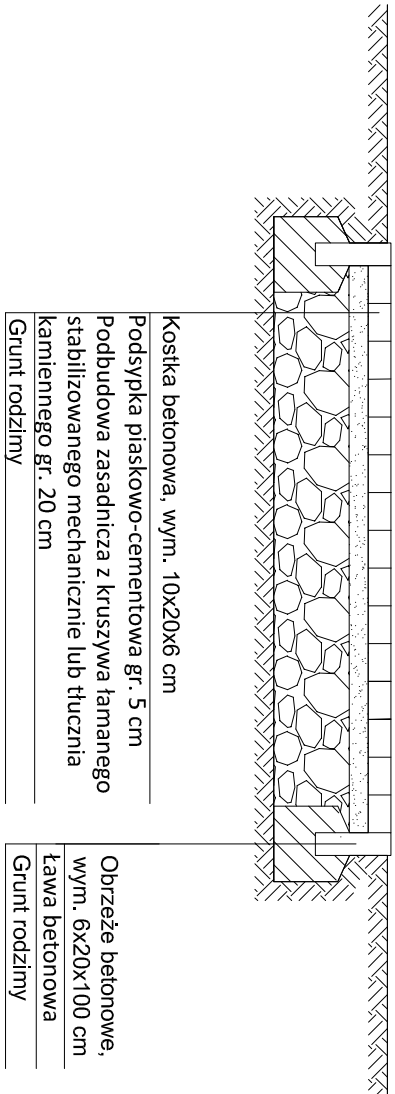 Kostka betonowa, wym. 10x20x6 cm
Podsypka piaskowo-cementowa gr. 5 cm
Podbudowa zasadnicza z kruszywa łamanego
stabilizowanego mechanicznie lub tłucznia
kamiennego gr. 20 cm
Grunt rodzimy
Obrzeże betonowe,
wym. 6x20x100 cm
Ława betonowa
Grunt rodzimy